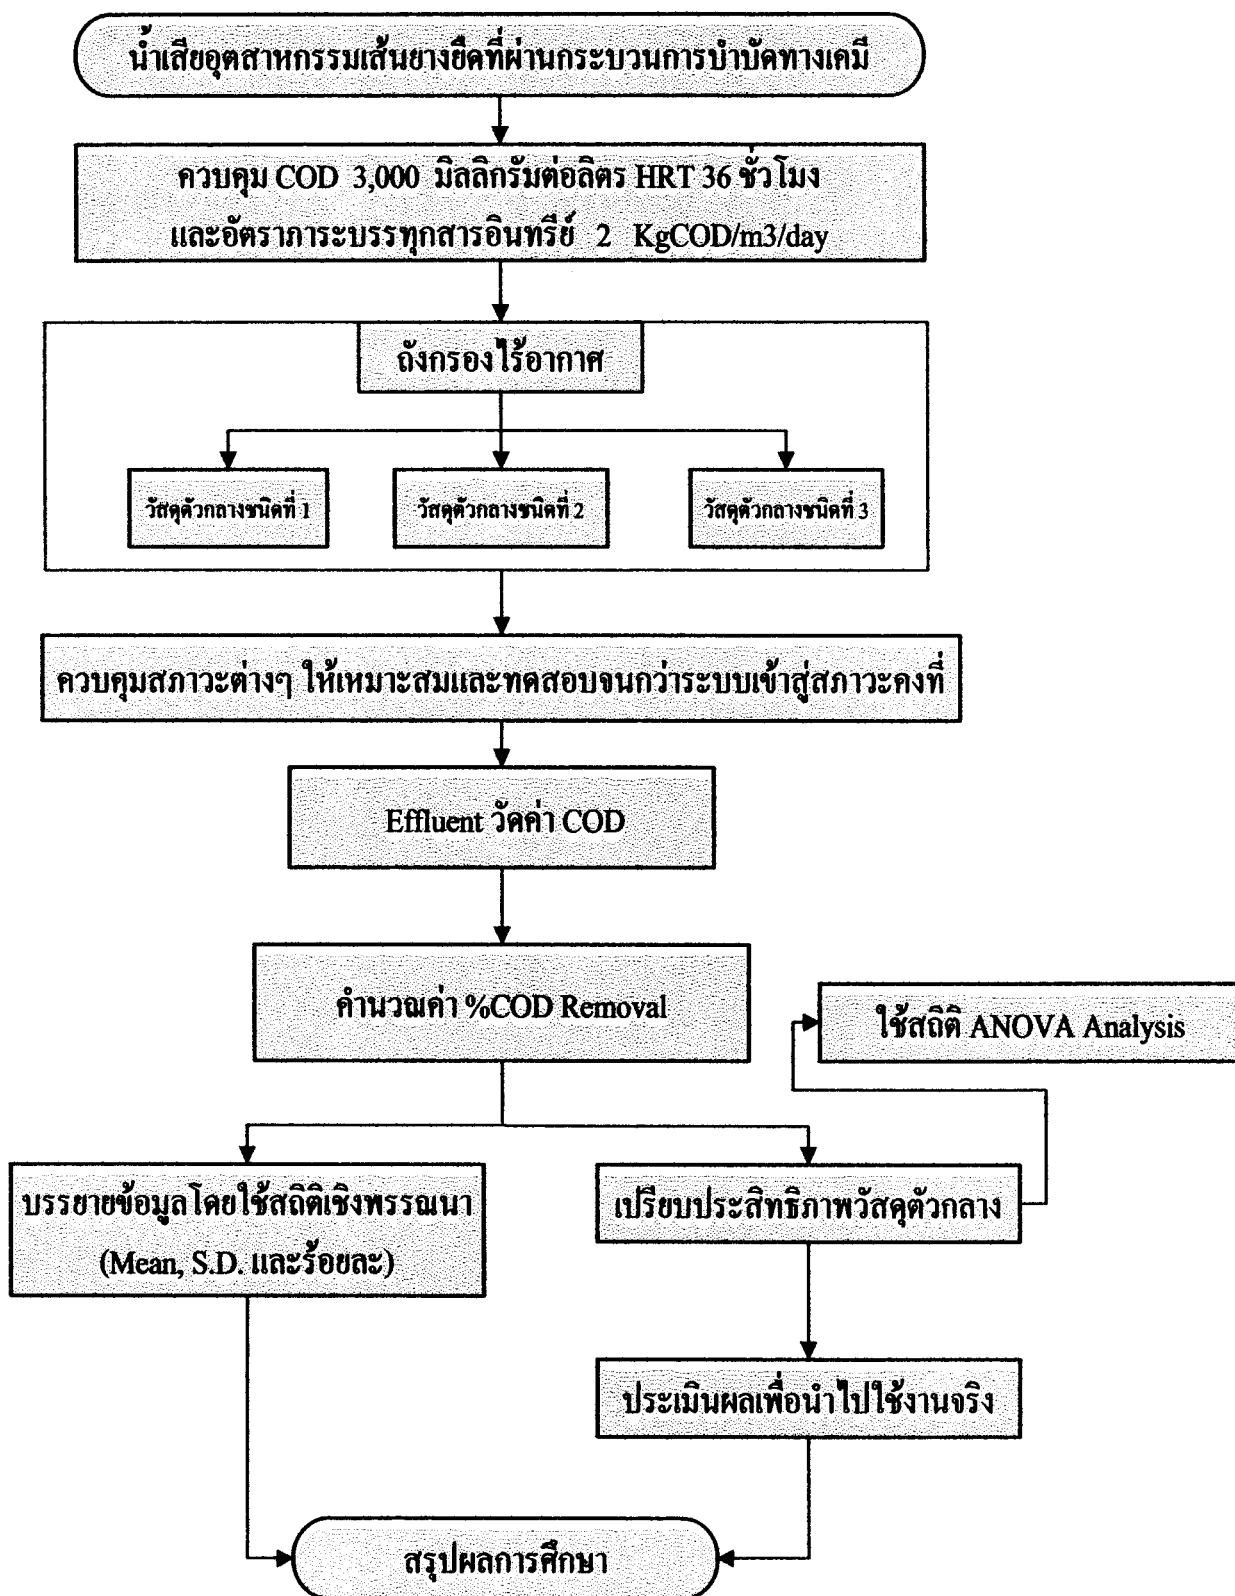 น้ำเสียอุตสาหกรรมเส้นยางยืดที่ผ่านกระบวนการบำบัดทางเคมี
ควบคุม COD 3,000 มิลลิกรัมต่อลิตร HRT 36 ชั่วโมง
และอัตราภาระบรรทุกสารอินทรีย์ 2 KgCOD/m3/day
ถังกรองไร้อากาศ
วัสดุตัวกลางชนิดที่ 1
วัสดุตัวกลางชนิดที่ 2
วัสดุตัวกลางชนิดที่ 3
ควบคุมสภาวะต่างๆ ให้เหมาะสมและทดสอบจนกว่าระบบเข้าสู่สภาวะคงที่
Effluent วัดค่า COD
คำนวณค่า %COD Removal
ใช้สถิติ ANOVA Analysis
บรรยายข้อมูลโดยใช้สถิติเชิงพรรณนา
(Mean, S.D. และร้อยละ)
เปรียบประสิทธิภาพวัสดุตัวกลาง
ประเมินผลเพื่อนำไปใช้งานจริง
สรุปผลการศึกษา